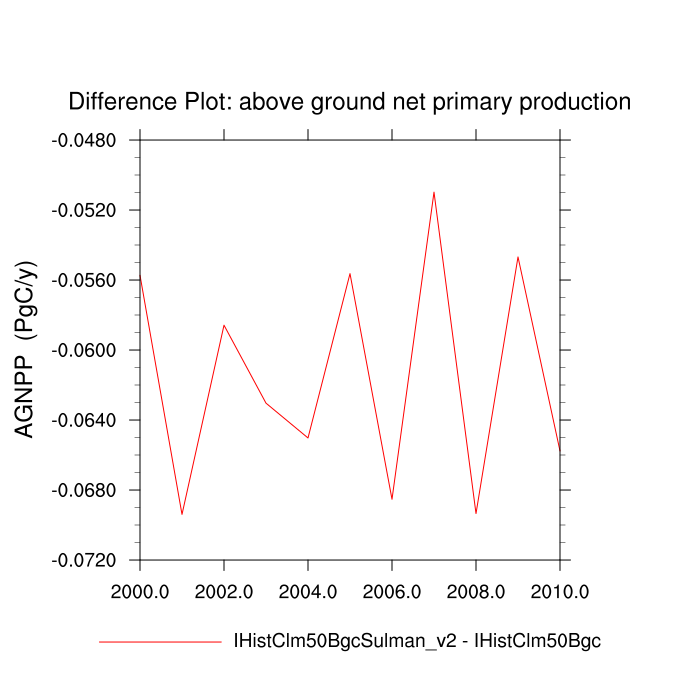 Difference Plot: above ground net primary production
AGNPP (PgC/y)
-0.0480
-0.0520
-0.0560
-0.0600
-0.0640
-0.0680
-0.0720
2000.0 2002.0 2004.0 2006.0 2008.0 2010.0
IHistClm50BgcSulman_v2 - IHistClm50Bgc